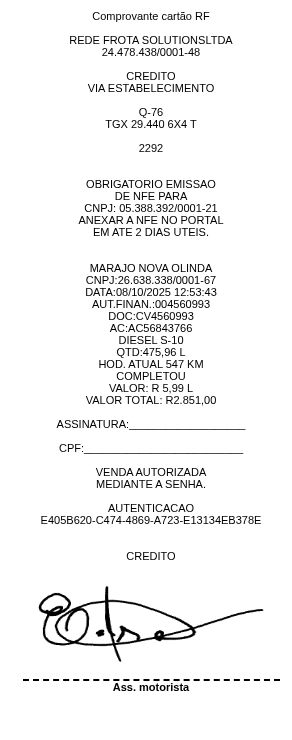 Comprovante cartão RF
REDE FROTA SOLUTIONSLTDA
24.478.438/0001-48
CREDITO
VIA ESTABELECIMENTO
Q-76
TGX 29.440 6X4 T
2292
OBRIGATORIO EMISSAO
DE NFE PARA
CNPJ: 05.388.392/0001-21
ANEXAR A NFE NO PORTAL
EM ATE 2 DIAS UTEIS.
MARAJO NOVA OLINDA
CNPJ:26.638.338/0001-67
DATA:08/10/2025 12:53:43
AUT.FINAN.:004560993
DOC:CV4560993
AC:AC56843766
DIESEL S-10
QTD:475,96 L
HOD. ATUAL 547 KM
COMPLETOU
VALOR: R 5,99 L
VALOR TOTAL: R2.851,00
ASSINATURA:___________________
CPF:__________________________
VENDA AUTORIZADA
MEDIANTE A SENHA.
AUTENTICACAO
E405B620-C474-4869-A723-E13134EB378E
CREDITO
Ass. motorista